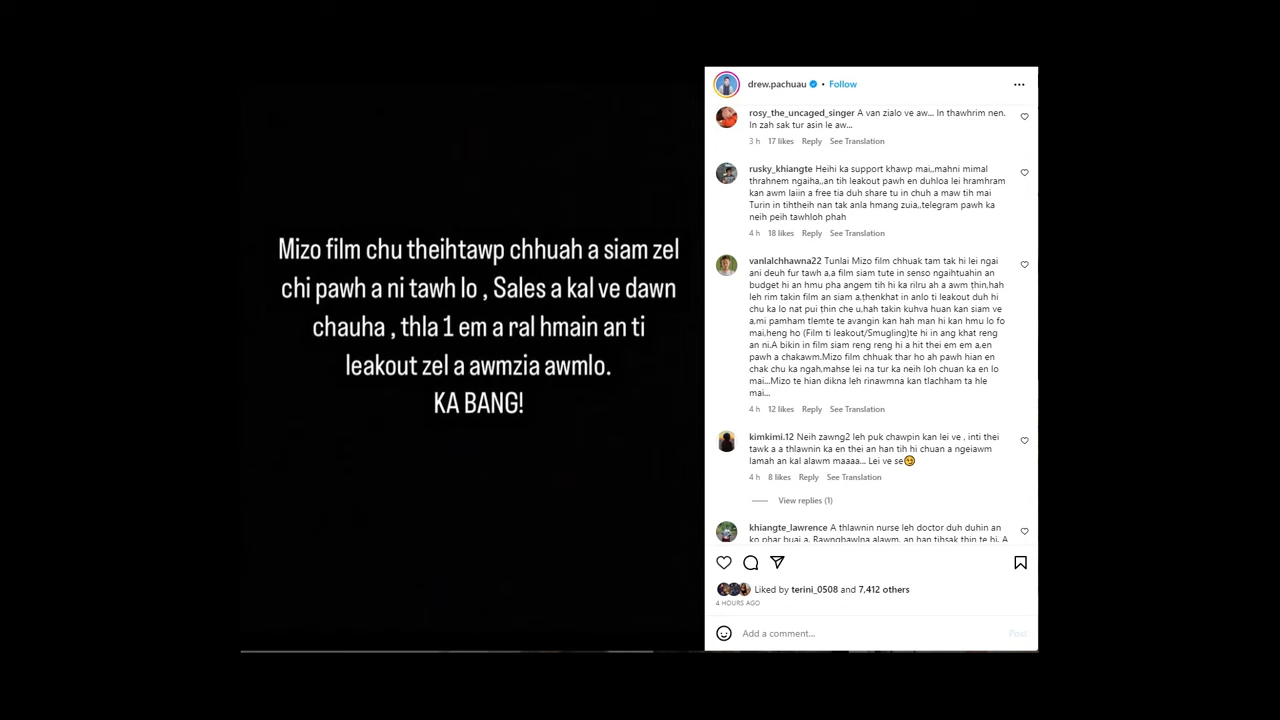 Mizo film chu theihtawp chhuah a siam zel
chi pawh a ni tawh lo , Sales a kal ve dawn
chauha , thla 1 em a ral hmain an ti
leakout zel a awmzia awmlo.
KA BANG!
drew.pachuau • Follow
rosy_the_uncaged_singer A van zialo ve aw... In thawhrim nen.
In zah sak tur asin le aw...
3 h 17 likes Reply See Translation
rusky_khiangte Heihi ka support khawp mai,,mahni mimal
thrahnem ngaiha,,an tih leakout pawh en duhloa lei hramhram
kan awm laiin a free tia duh share tu in chuh a maw tih mai
Turin in tihtheih nan tak anla hmang zuia,,telegram pawh ka
neih peih tawhloh phah
4 h 18 likes Reply See Translation
vanlalchhawna22 Tunlai Mizo film chhuak tam tak hi lei ngai
ani deuh fur tawh a,a film siam tute in senso ngaihtuahin an
budget hi an hmu pha angem tih hi ka rilru ah a awm ṭhin,hah
leh rim takin film an siam a,ṭhenkhat in anlo ti leakout duh hi
chu ka lo nat pui ṭhin che u,hah takin kuhva huan kan siam ve
a,mi pamham tlemte te avangin kan hah man hi kan hmu lo fo
mai,heng ho (Film ti leakout/Smugling)te hi in ang khat reng
an ni.A bikin in film siam reng reng hi a hit thei em em a,en
pawh a chakawm.Mizo film chhuak thar ho ah pawh hian en
chak chu ka ngah,mahse lei na tur ka neih loh chuan ka en lo
mai...Mizo te hian dikna leh rinawmna kan tlachham ta hle
mai...
4 h 12 likes Reply See Translation
kimkimi.12 Neih zawng2 leh puk chawpin kan lei ve , inti thei
tawk a a thlawnin ka en thei an han tih hi chuan a ngeiawm
lamah an kal alawm maaaa... Lei ve se😉
4 h 8 likes Reply See Translation
View replies (1)
khiangte_lawrence A thlawnin nurse leh doctor duh duhin an
ko phar buai a. Rawngbawlna alawm, an han tihsak thin te hi. A
Liked by terini_0508 and 7,412 others
4 HOURS AGO
Add a comment...
Post